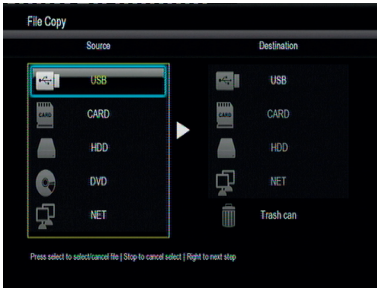 File Copy
Source
Destination
USB
USB
CARD
CARD
CARD
CARD
HDD
HDD
DVD
NET
NET
Trash can
Press select to select/cancel file | Stop to cancel select | Right to next step